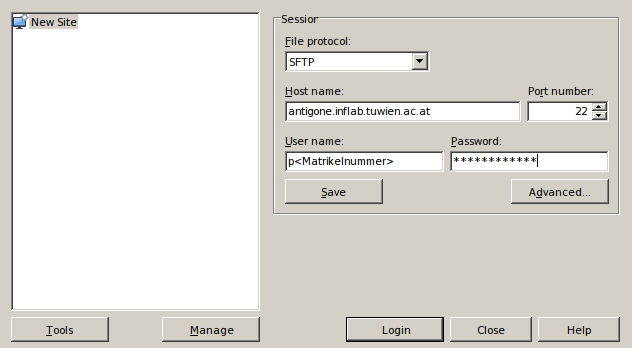 New Site
Session
File protocol:
SFTP
Host name:
Port number:
antigone.inflab.tuwien.ac.at
22
User name:
Password:
p<Matrikelnummer>
************
Save
Advanced...
Tools
Manage
Login
Close
Help